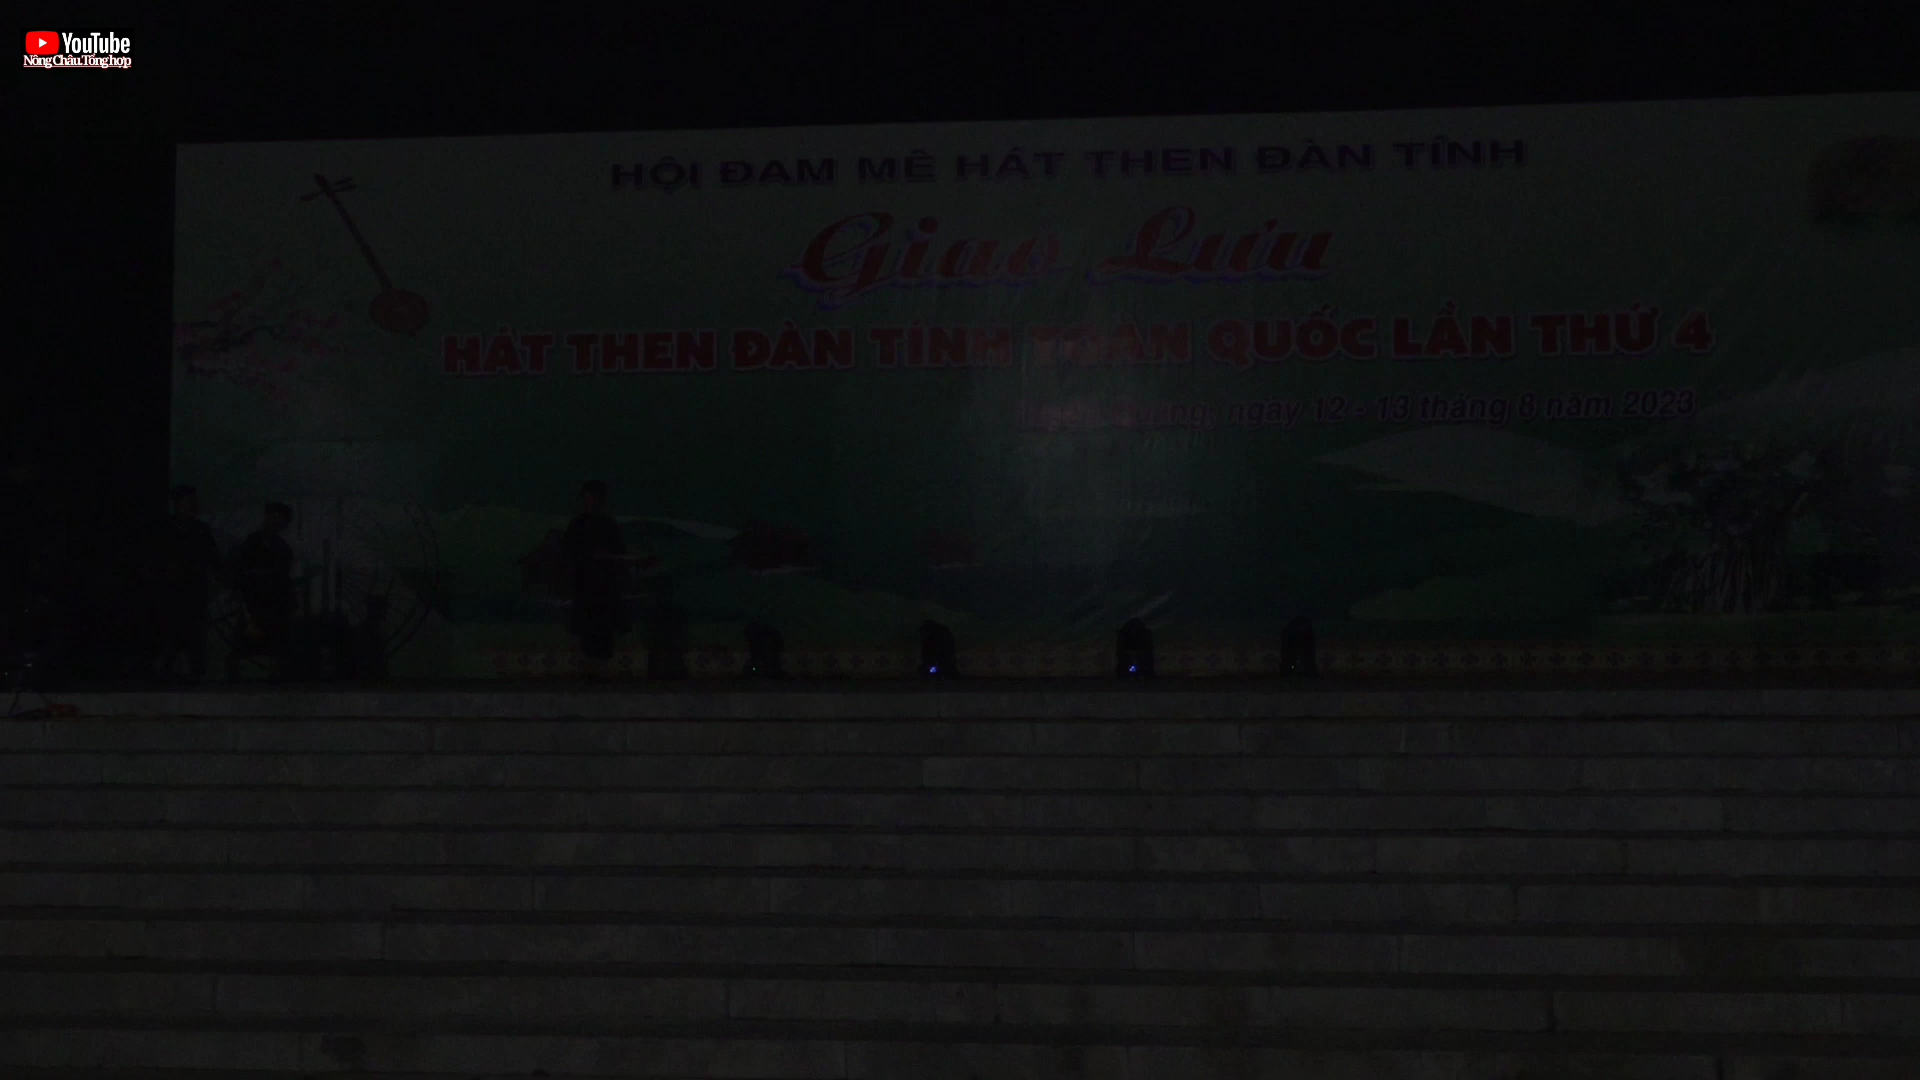 YouTube
Nông Châu.Tổng hợp
HỘI ĐAM MÊ HÁT THEN ĐÀN TÍNH
Giao Lưu
HÁT THEN ĐÀN TÍNH TOÀN QUỐC LẦN THỨ 4
ngày 12 - 13 tháng 8 năm 2023